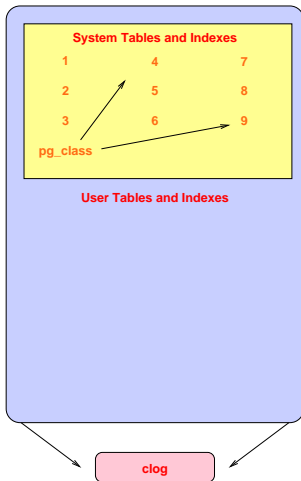 System Tables and Indexes
1 4 7
2 5 8
3 6 9
pg_class
User Tables and Indexes
clog